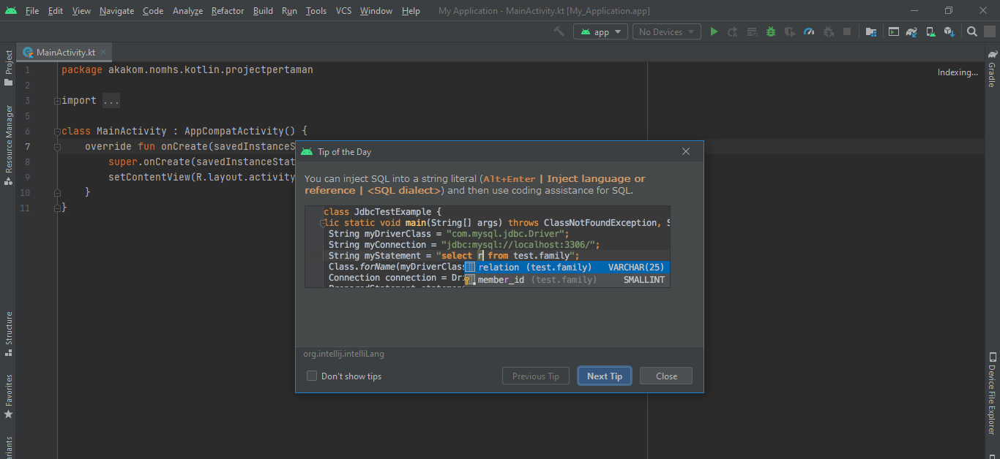 File Edit View Navigate Code Analyze Refactor Build Run Tools VCS Window Help My Application - MainActivity.kt [My_Application.app]
app No Devices
MainActivity.kt
Project
Resource Manager
Structure
Favorites
Gradle
Device File Explorer
Indexing...
1 package akakom.nomhs.kotlin.projectpertaman
2
3 import ...
5
6 class MainActivity : AppCompatActivity() {
7 override fun onCreate(savedInstanceS
8 super.onCreate(savedInstanceStat
9 setContentView(R.layout.activity
10 }
11 }
Tip of the Day
You can inject SQL into a string literal (Alt+Enter | Inject language or
reference | <SQL dialect>) and then use coding assistance for SQL.
class JdbcTestExample {
lic static void main(String[] args) throws ClassNotFoundException, S
String myDriverClass = "com.mysql.jdbc.Driver";
String myConnection = "jdbc:mysql://localhost:3306/";
String myStatement = "select r from test.family";
Class.forName(myDriverClas
relation (test.family) VARCHAR(25)
Connection connection = Dri
member_id (test.family) SMALLINT
org.intellij.intelliLang
Don't show tips Previous Tip Next Tip Close